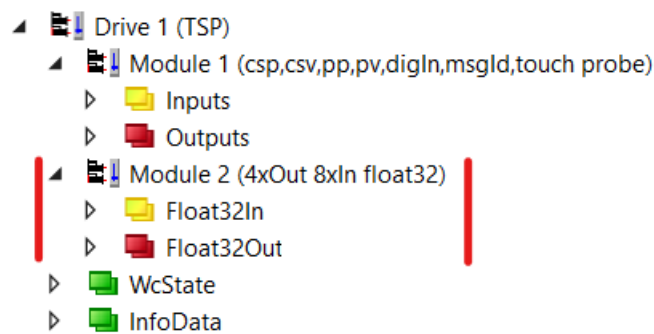 Drive 1 (TSP)
Module 1 (csp,csv,pp,pv,digIn,msgId,touch probe)
Inputs
Outputs
Module 2 (4xOut 8xIn float32)
Float32In
Float32Out
WcState
InfoData